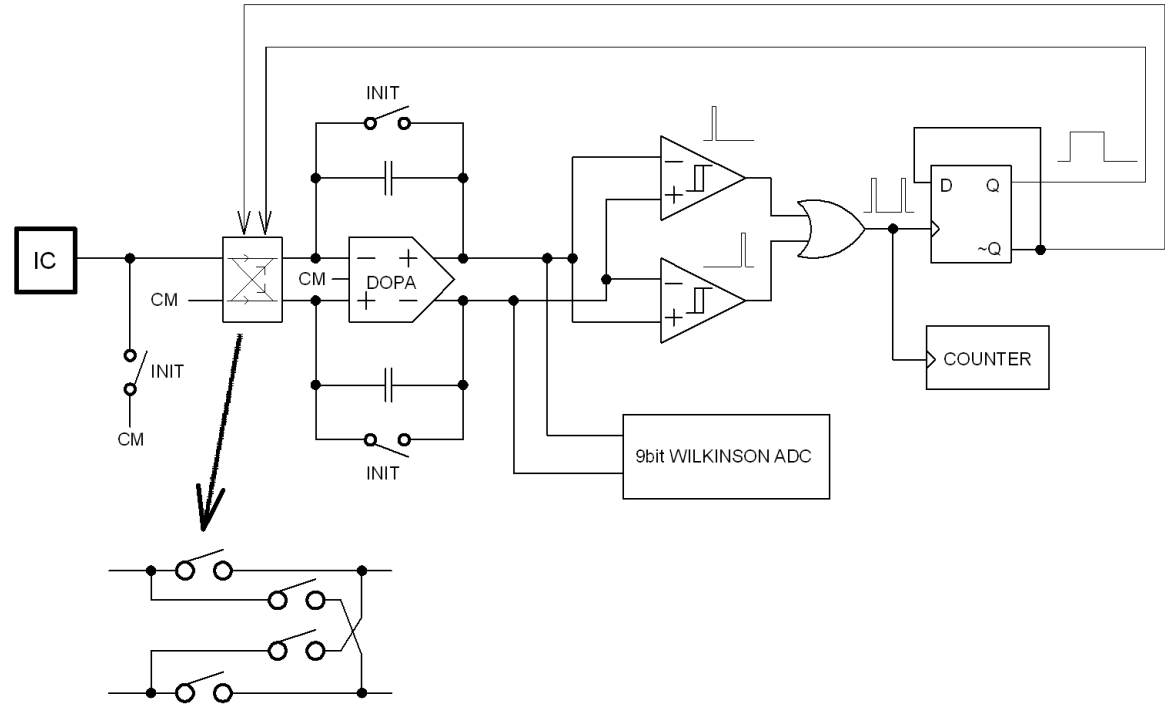 INIT
D Q
IC
− +
− +
CM DOPA
+ −
~Q
CM
− +
INIT
COUNTER
CM
9bit WILKINSON ADC
INIT